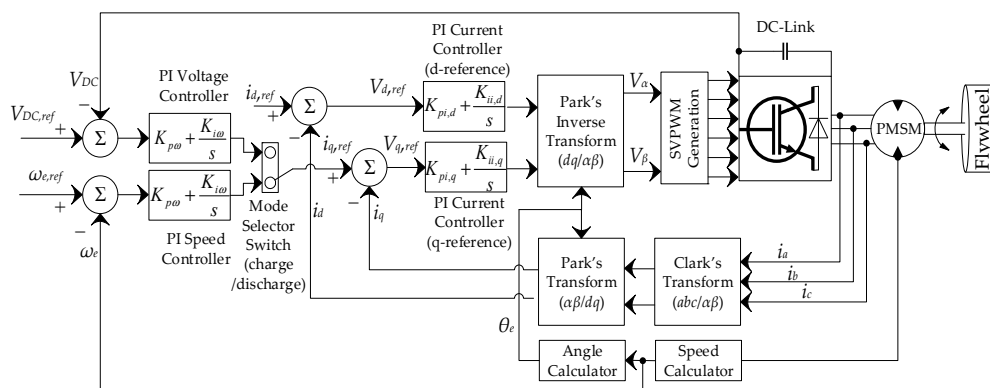 DC-Link
PI Current
Controller
(d-reference)
V_DC
PI Voltage
Controller
i_d,ref
V_d,ref
K_pi,d + K_ii,d / s
Park's
Inverse
Transform
(dq/αβ)
V_α
V_β
SVPWM
Generation
PMSM
Flywheel
V_DC,ref
−
+
Σ
K_pω + K_iω / s
+
Σ
−
i_q,ref
V_q,ref
+
Σ
−
K_pi,q + K_ii,q / s
ω_e,ref
+
Σ
−
K_pω + K_iω / s
i_d
i_q
PI Current
Controller
(q-reference)
ω_e
PI Speed
Controller
Mode
Selector
Switch
(charge
/discharge)
Park's
Transform
(αβ/dq)
Clark's
Transform
(abc/αβ)
i_a
i_b
i_c
θ_e
Angle
Calculator
Speed
Calculator